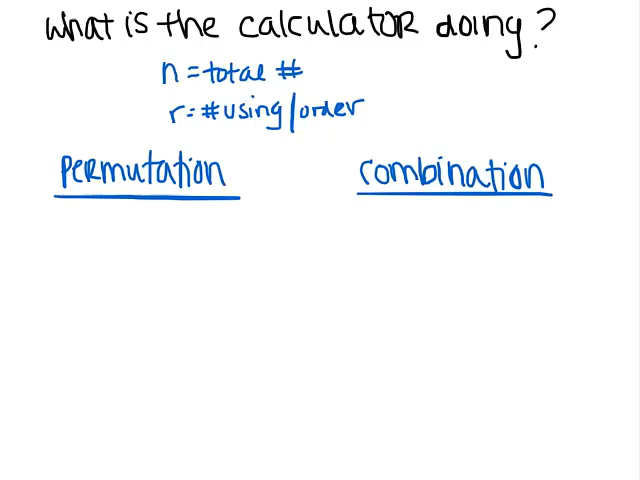 What is the calculator doing?
n = total #
r = # using/order
Permutation
Combination